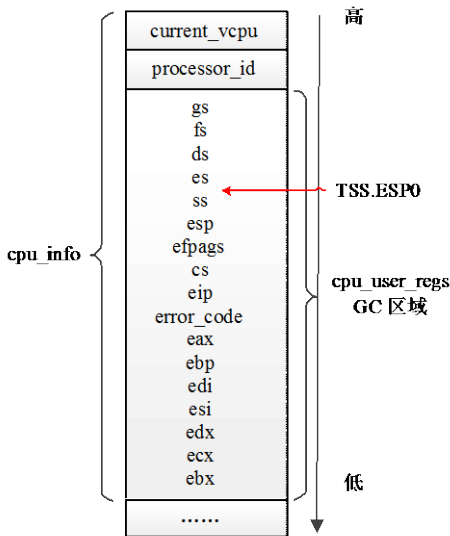 current_vcpu
processor_id
gs
fs
ds
es
ss
esp
efpags
cs
eip
error_code
eax
ebp
edi
esi
edx
ecx
ebx
……
cpu_info
高
TSS.ESP0
cpu_user_regs
GC 区域
低